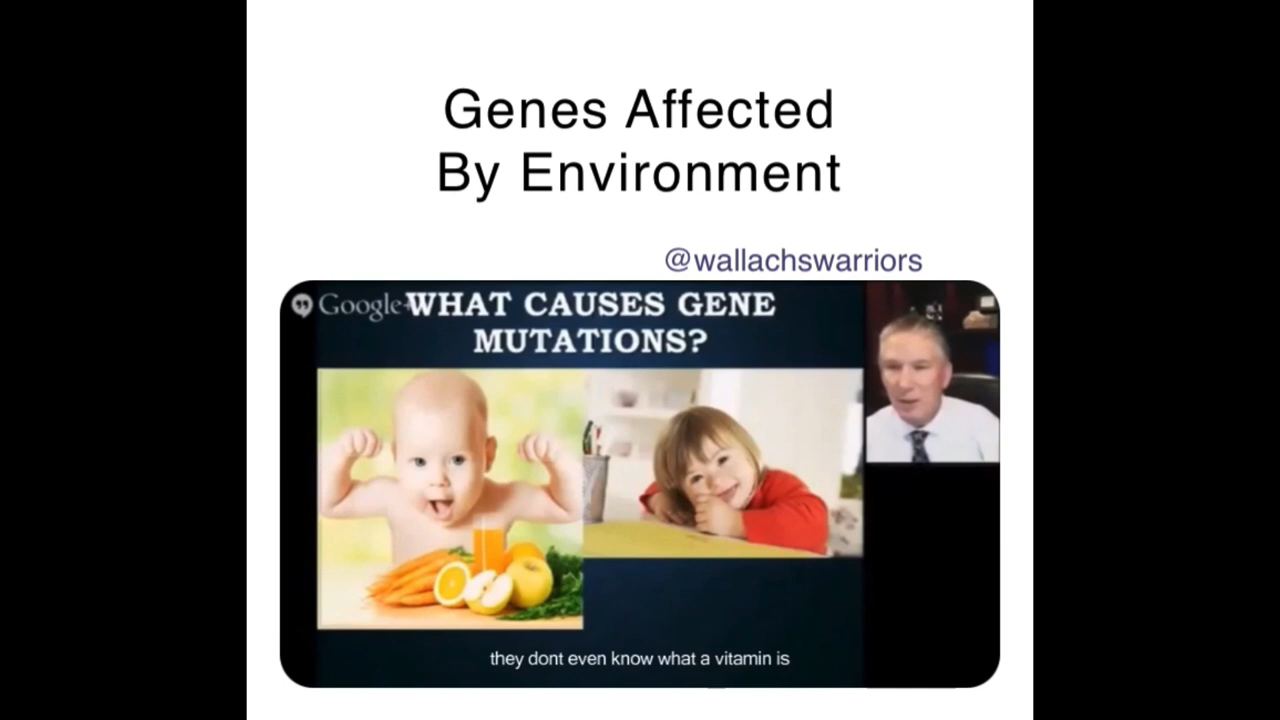 Genes Affected
By Environment
@wallachswarriors
Google+
WHAT CAUSES GENE
MUTATIONS?
they dont even know what a vitamin is